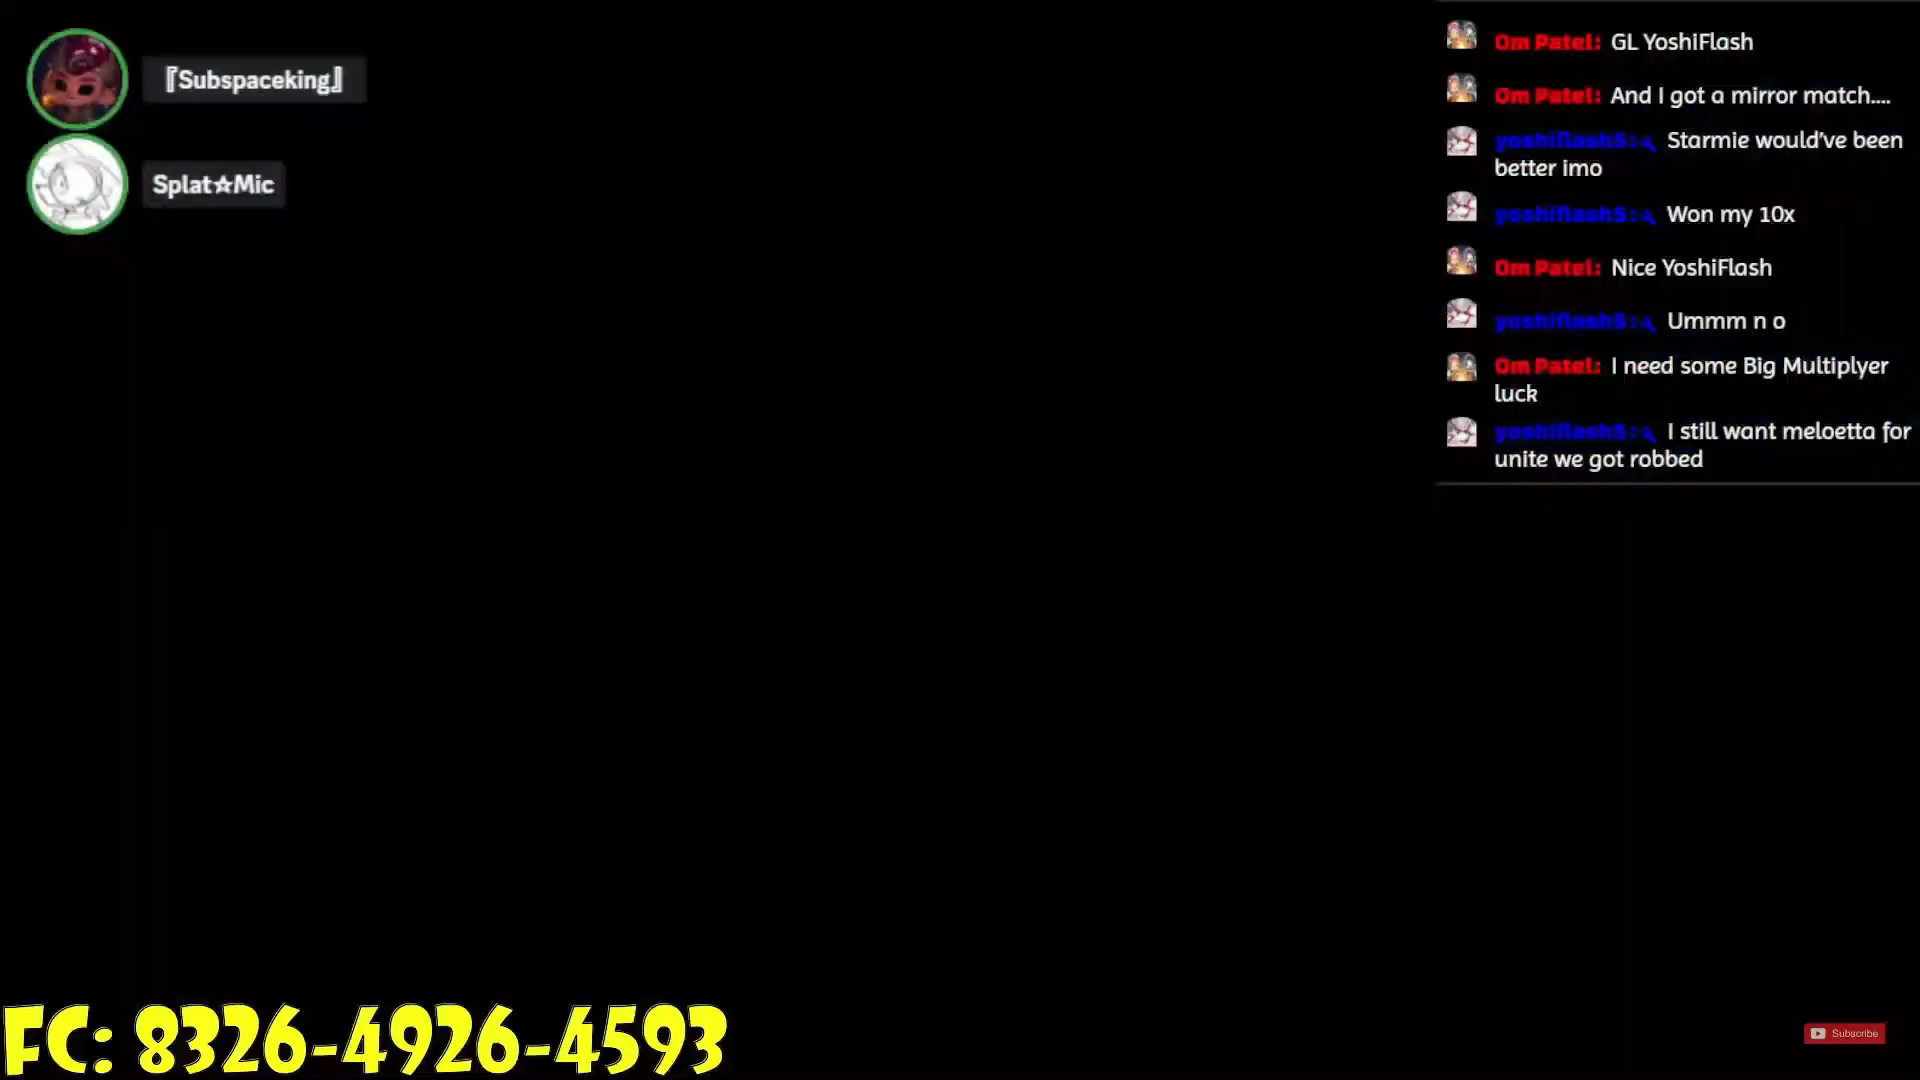 『Subspaceking』
Splat☆Mic
Om Patel: GL YoshiFlash
Om Patel: And I got a mirror match....
yoshiflash5: Starmie would've been
better imo
yoshiflash5: Won my 10x
Om Patel: Nice YoshiFlash
yoshiflash5: Ummm n o
Om Patel: I need some Big Multiplyer
luck
yoshiflash5: I still want meloetta for
unite we got robbed
FC: 8326-4926-4593
Subscribe